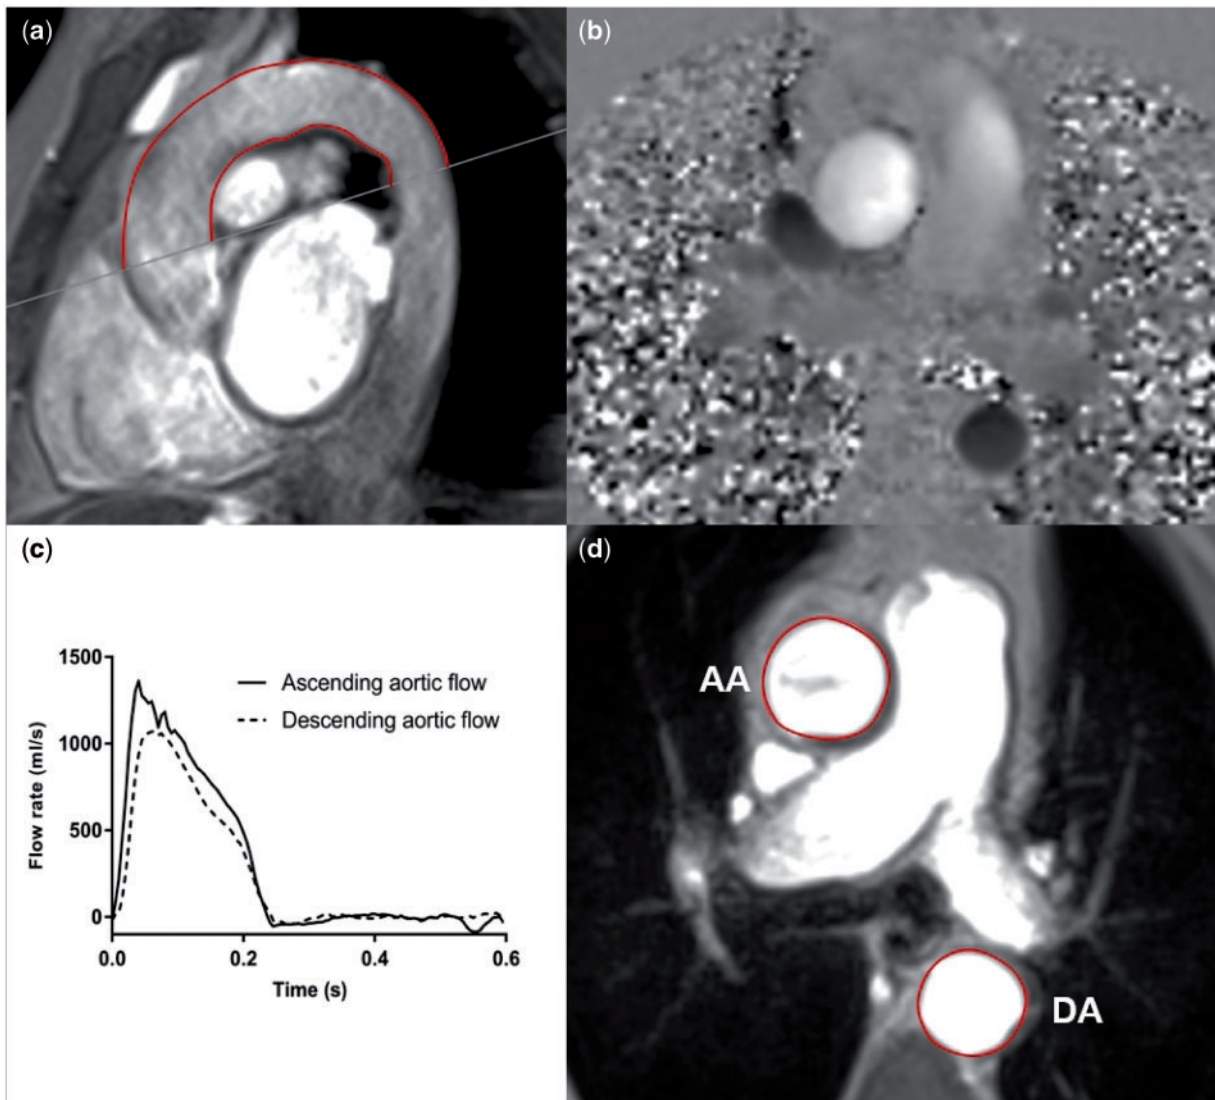 (a)
(b)
(c)
Flow rate (ml/s)
1500
1000
500
0
Ascending aortic flow
Descending aortic flow
0.0
0.2
0.4
0.6
Time (s)
(d)
AA
DA